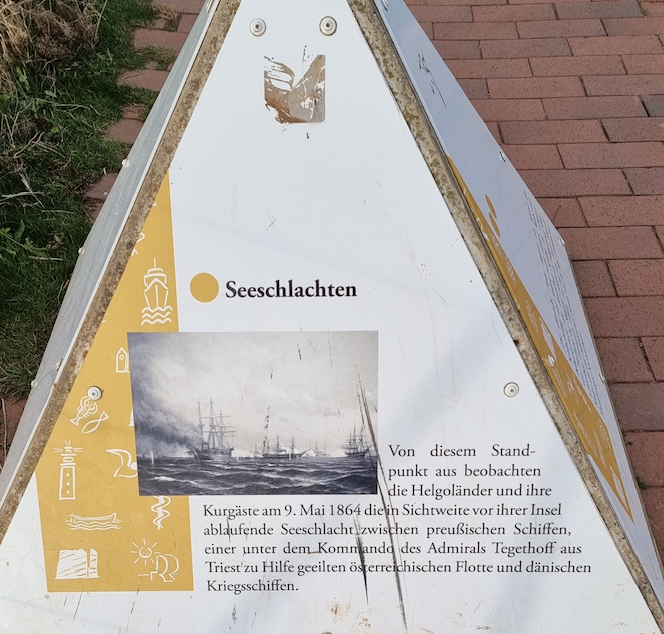 Seeschlachten
Von diesem Stand-
punkt aus beobachten
die Helgoländer und ihre
Kurgäste am 9. Mai 1864 die in Sichtweite vor ihrer Insel
ablaufende Seeschlacht zwischen preußischen Schiffen,
einer unter dem Kommando des Admirals Tegethoff aus
Triest zu Hilfe geeilten österreichischen Flotte und dänischen
Kriegsschiffen.